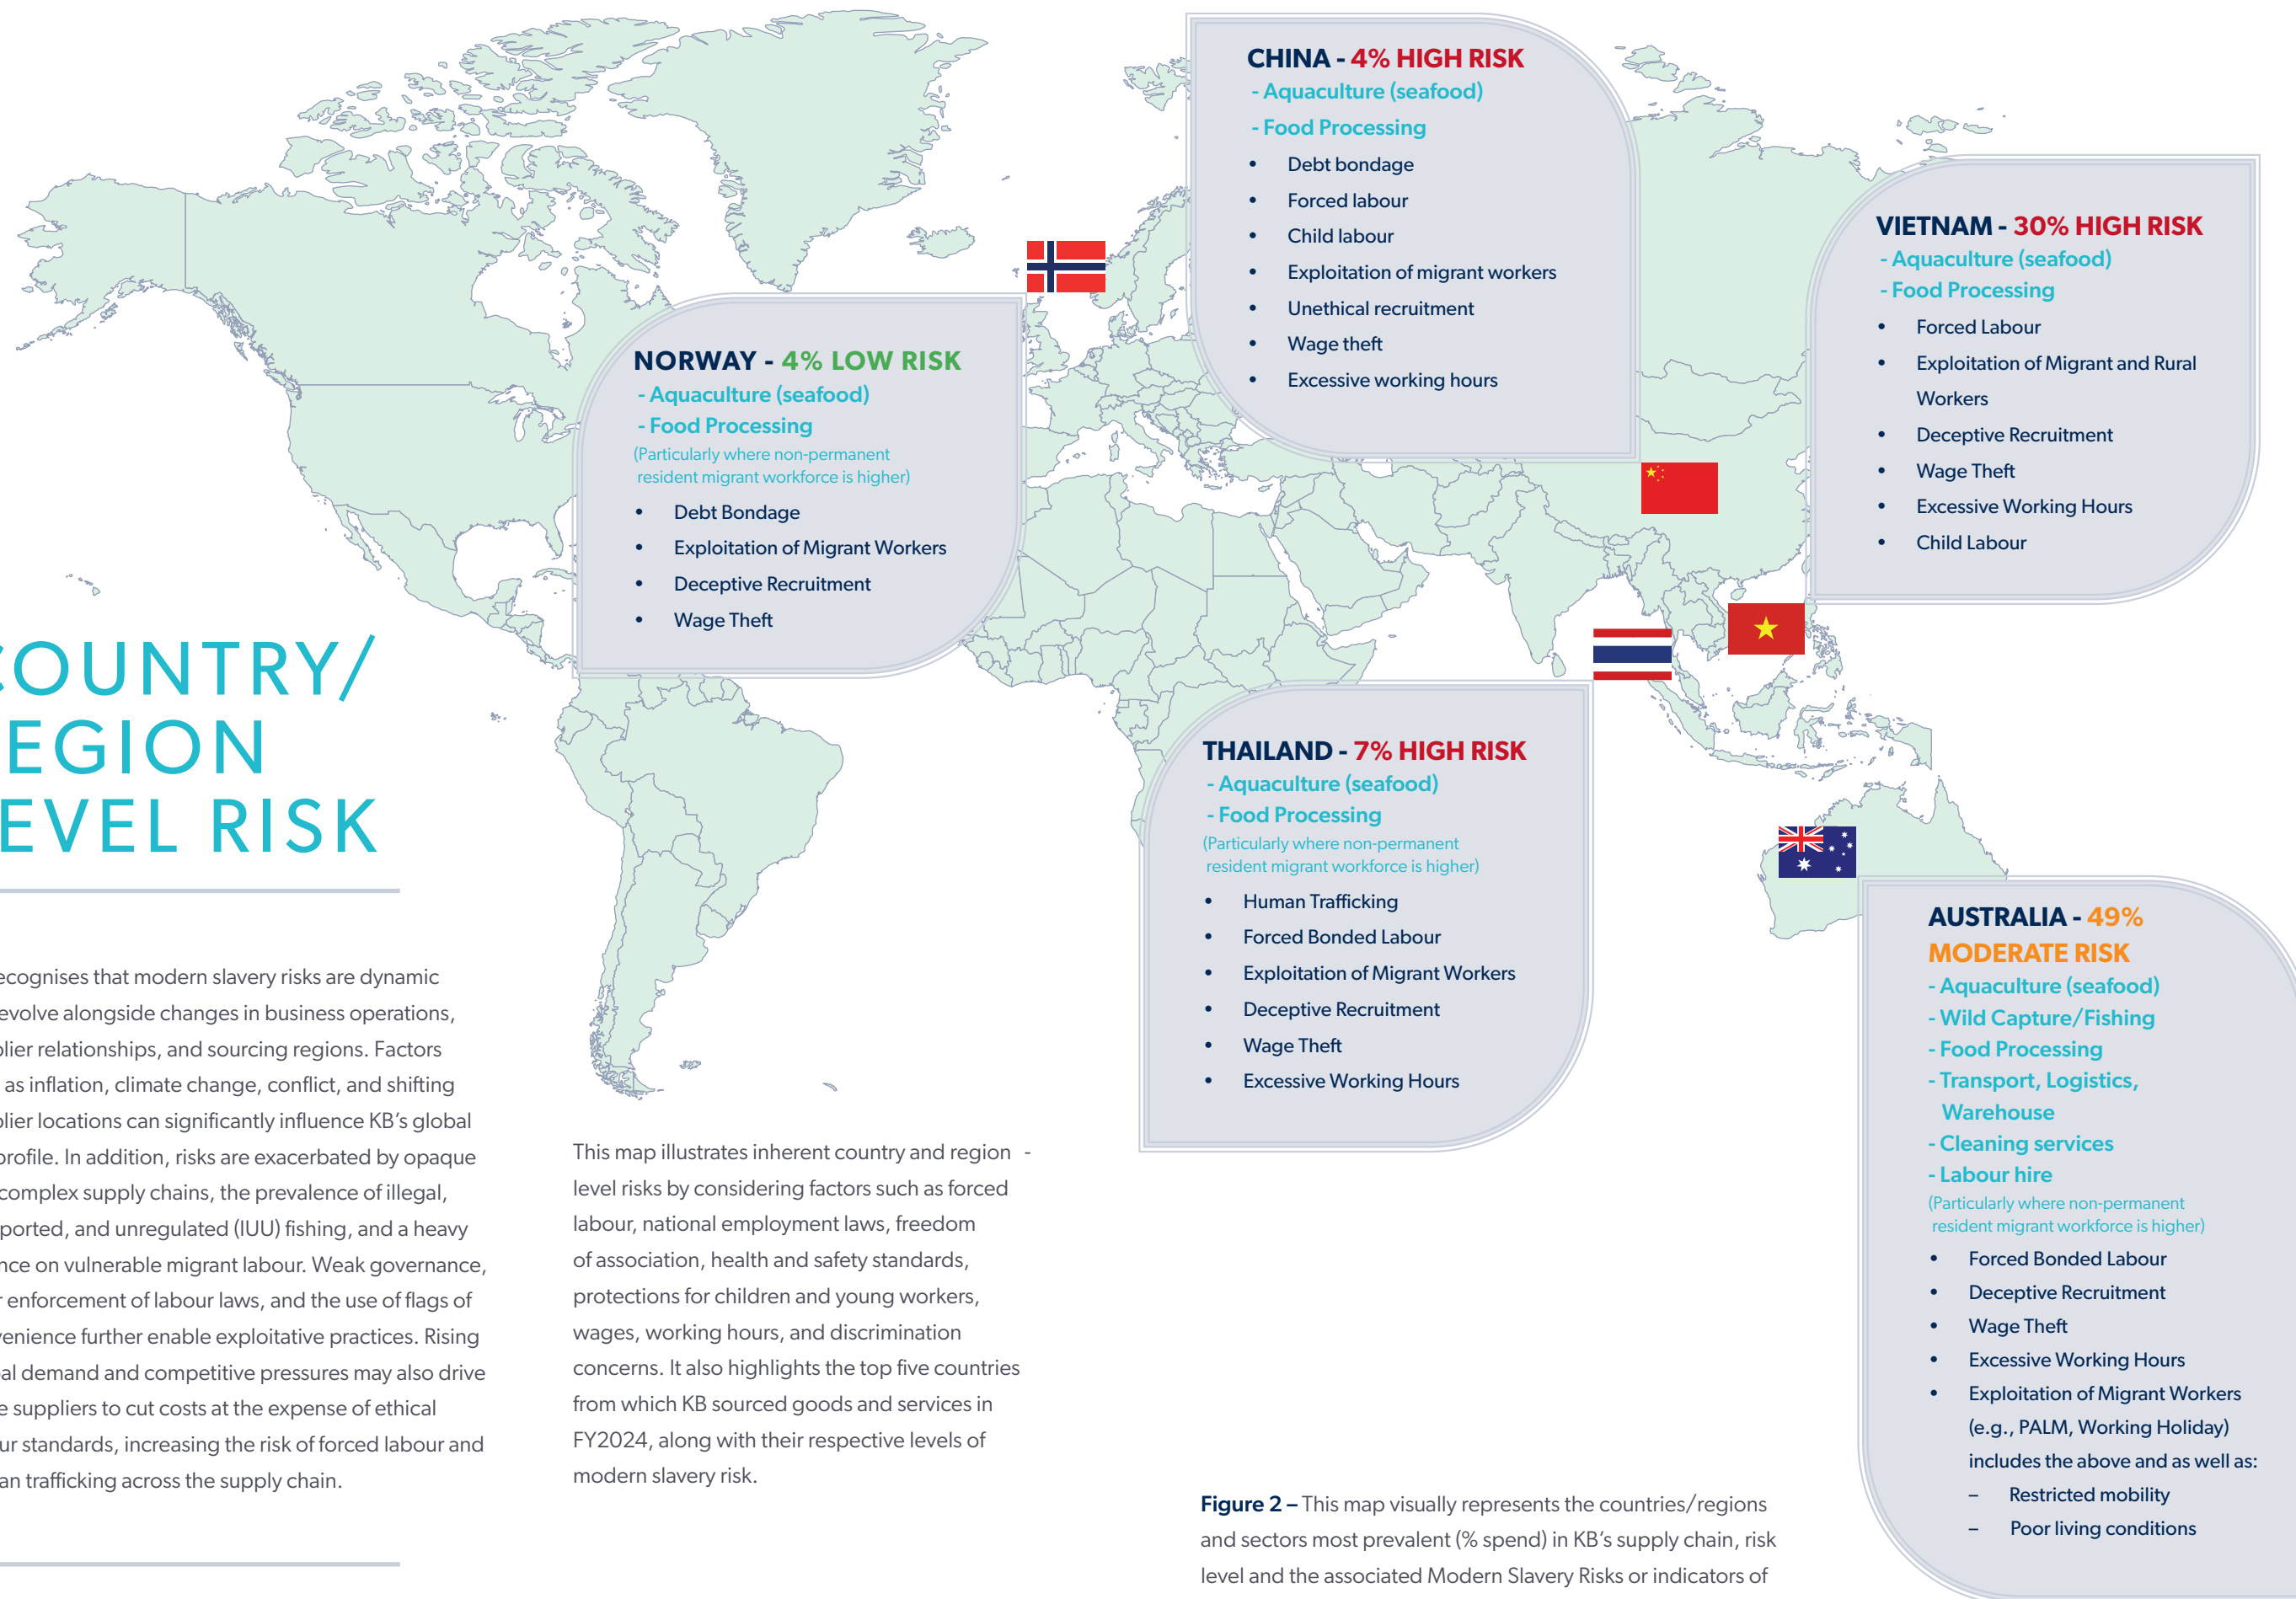 COUNTRY/
EGION
EVEL RISK
ecognises that modern slavery risks are dynamic
evolve alongside changes in business operations,
plier relationships, and sourcing regions. Factors
as inflation, climate change, conflict, and shifting
plier locations can significantly influence KB's global
profile. In addition, risks are exacerbated by opaque
complex supply chains, the prevalence of illegal,
ported, and unregulated (IUU) fishing, and a heavy
nce on vulnerable migrant labour. Weak governance,
r enforcement of labour laws, and the use of flags of
venience further enable exploitative practices. Rising
al demand and competitive pressures may also drive
e suppliers to cut costs at the expense of ethical
ur standards, increasing the risk of forced labour and
an trafficking across the supply chain.
This map illustrates inherent country and region -
level risks by considering factors such as forced
labour, national employment laws, freedom
of association, health and safety standards,
protections for children and young workers,
wages, working hours, and discrimination
concerns. It also highlights the top five countries
from which KB sourced goods and services in
FY2024, along with their respective levels of
modern slavery risk.
NORWAY - 4% LOW RISK
- Aquaculture (seafood)
- Food Processing
(Particularly where non-permanent
resident migrant workforce is higher)
• Debt Bondage
• Exploitation of Migrant Workers
• Deceptive Recruitment
• Wage Theft
CHINA - 4% HIGH RISK
- Aquaculture (seafood)
- Food Processing
• Debt bondage
• Forced labour
• Child labour
• Exploitation of migrant workers
• Unethical recruitment
• Wage theft
• Excessive working hours
VIETNAM - 30% HIGH RISK
- Aquaculture (seafood)
- Food Processing
• Forced Labour
• Exploitation of Migrant and Rural
Workers
• Deceptive Recruitment
• Wage Theft
• Excessive Working Hours
• Child Labour
THAILAND - 7% HIGH RISK
- Aquaculture (seafood)
- Food Processing
(Particularly where non-permanent
resident migrant workforce is higher)
• Human Trafficking
• Forced Bonded Labour
• Exploitation of Migrant Workers
• Deceptive Recruitment
• Wage Theft
• Excessive Working Hours
AUSTRALIA - 49%
MODERATE RISK
- Aquaculture (seafood)
- Wild Capture/Fishing
- Food Processing
- Transport, Logistics,
Warehouse
- Cleaning services
- Labour hire
(Particularly where non-permanent
resident migrant workforce is higher)
• Forced Bonded Labour
• Deceptive Recruitment
• Wage Theft
• Excessive Working Hours
• Exploitation of Migrant Workers
(e.g., PALM, Working Holiday)
includes the above and as well as:
– Restricted mobility
– Poor living conditions
Figure 2 – This map visually represents the countries/regions
and sectors most prevalent (% spend) in KB's supply chain, risk
level and the associated Modern Slavery Risks or indicators of